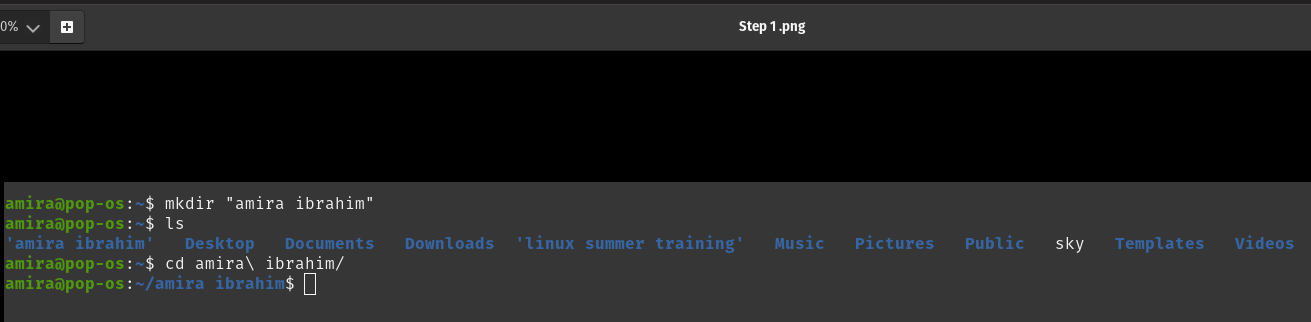 0%
Step 1.png
amira@pop-os:~$ mkdir "amira ibrahim"
amira@pop-os:~$ ls
'amira ibrahim'   Desktop   Documents   Downloads  'linux summer training'   Music   Pictures   Public   sky   Templates   Videos
amira@pop-os:~$ cd amira\ ibrahim/
amira@pop-os:~/amira ibrahim$